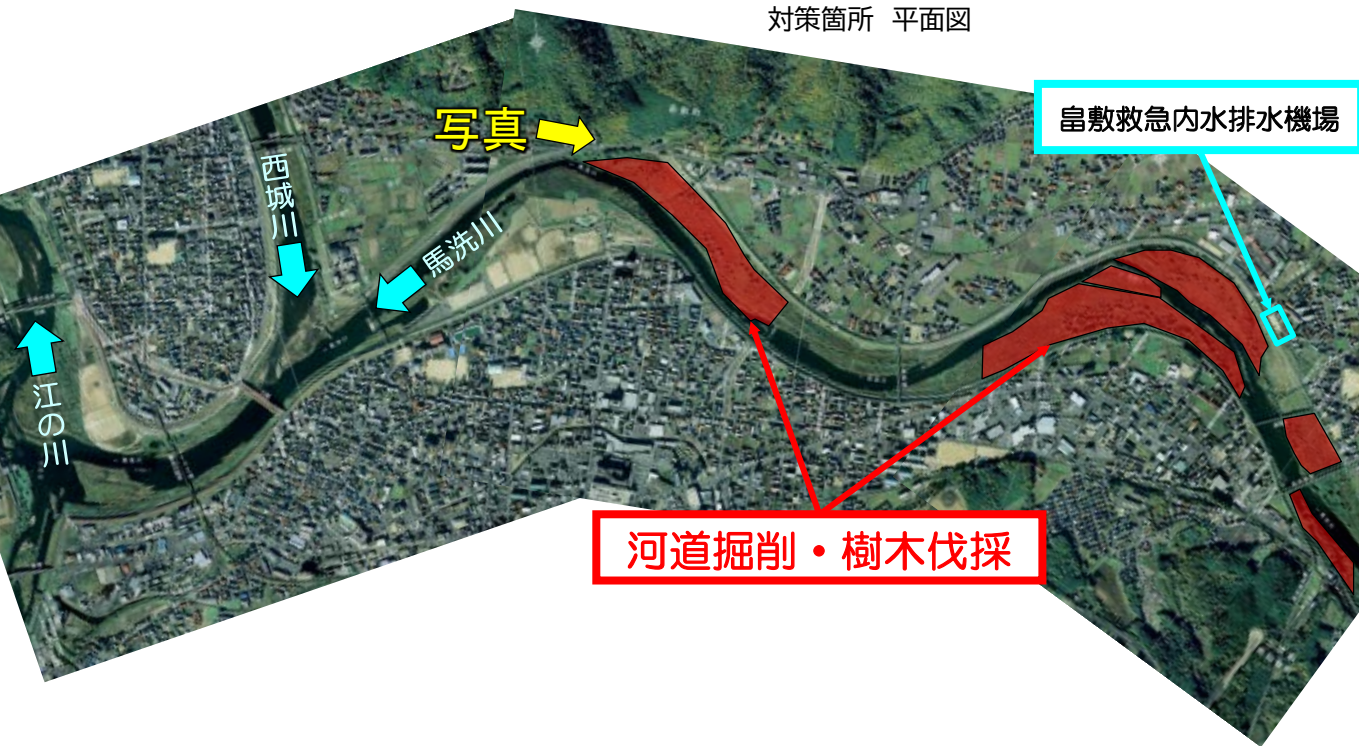 対策箇所 平面図
畠敷救急内水排水機場
写真
西城川
馬洗川
江の川
河道掘削・樹木伐採